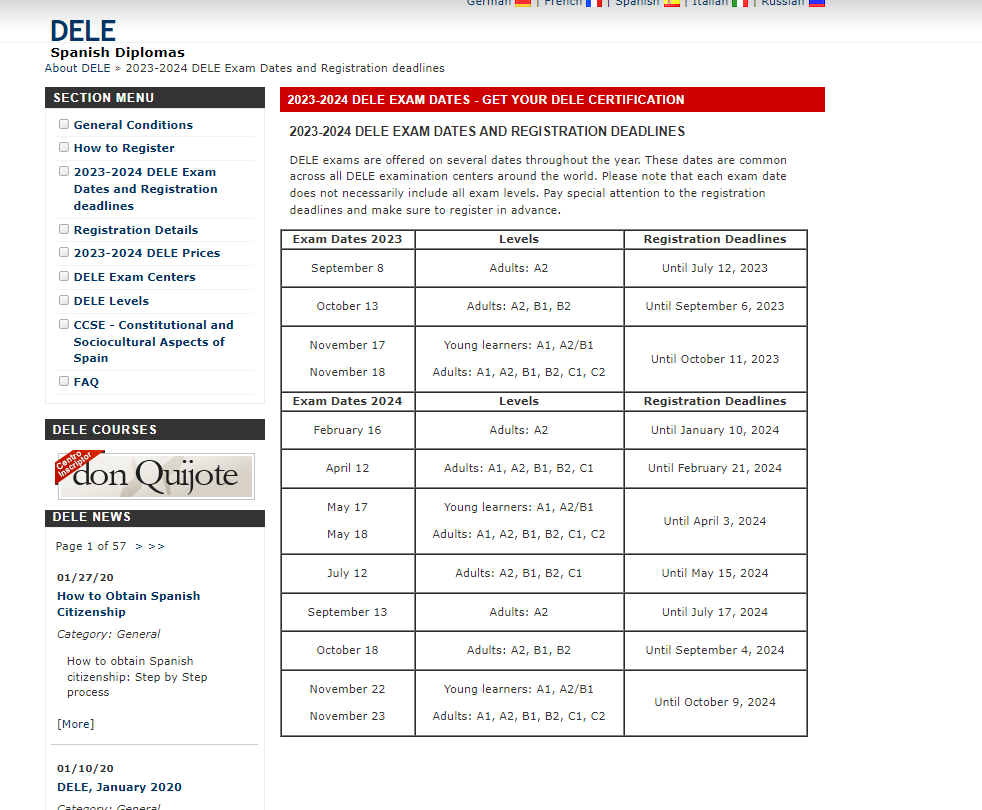 German | French | Spanish | Italian | Russian
DELE
Spanish Diplomas
About DELE » 2023-2024 DELE Exam Dates and Registration deadlines
SECTION MENU
General Conditions
How to Register
2023-2024 DELE Exam
Dates and Registration
deadlines
Registration Details
2023-2024 DELE Prices
DELE Exam Centers
DELE Levels
CCSE - Constitutional and
Sociocultural Aspects of
Spain
FAQ
DELE COURSES
Centro
Inscriptor
don Quijote
DELE NEWS
Page 1 of 57 > >>
01/27/20
How to Obtain Spanish
Citizenship
Category: General
How to obtain Spanish
citizenship: Step by Step
process
[More]
01/10/20
DELE, January 2020
Category: General
2023-2024 DELE EXAM DATES - GET YOUR DELE CERTIFICATION
2023-2024 DELE EXAM DATES AND REGISTRATION DEADLINES
DELE exams are offered on several dates throughout the year. These dates are common
across all DELE examination centers around the world. Please note that each exam date
does not necessarily include all exam levels. Pay special attention to the registration
deadlines and make sure to register in advance.
Exam Dates 2023 Levels Registration Deadlines
September 8 Adults: A2 Until July 12, 2023
October 13 Adults: A2, B1, B2 Until September 6, 2023
November 17 Young learners: A1, A2/B1
Until October 11, 2023
November 18 Adults: A1, A2, B1, B2, C1, C2
Exam Dates 2024 Levels Registration Deadlines
February 16 Adults: A2 Until January 10, 2024
April 12 Adults: A1, A2, B1, B2, C1 Until February 21, 2024
May 17 Young learners: A1, A2/B1
Until April 3, 2024
May 18 Adults: A1, A2, B1, B2, C1, C2
July 12 Adults: A2, B1, B2, C1 Until May 15, 2024
September 13 Adults: A2 Until July 17, 2024
October 18 Adults: A2, B1, B2 Until September 4, 2024
November 22 Young learners: A1, A2/B1
Until October 9, 2024
November 23 Adults: A1, A2, B1, B2, C1, C2